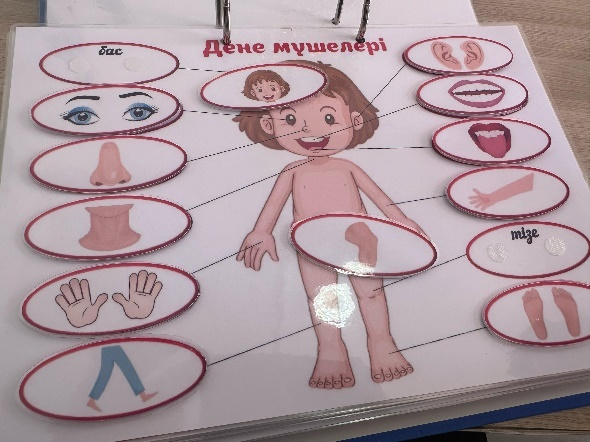 Дене мүшелері
бас
тізе